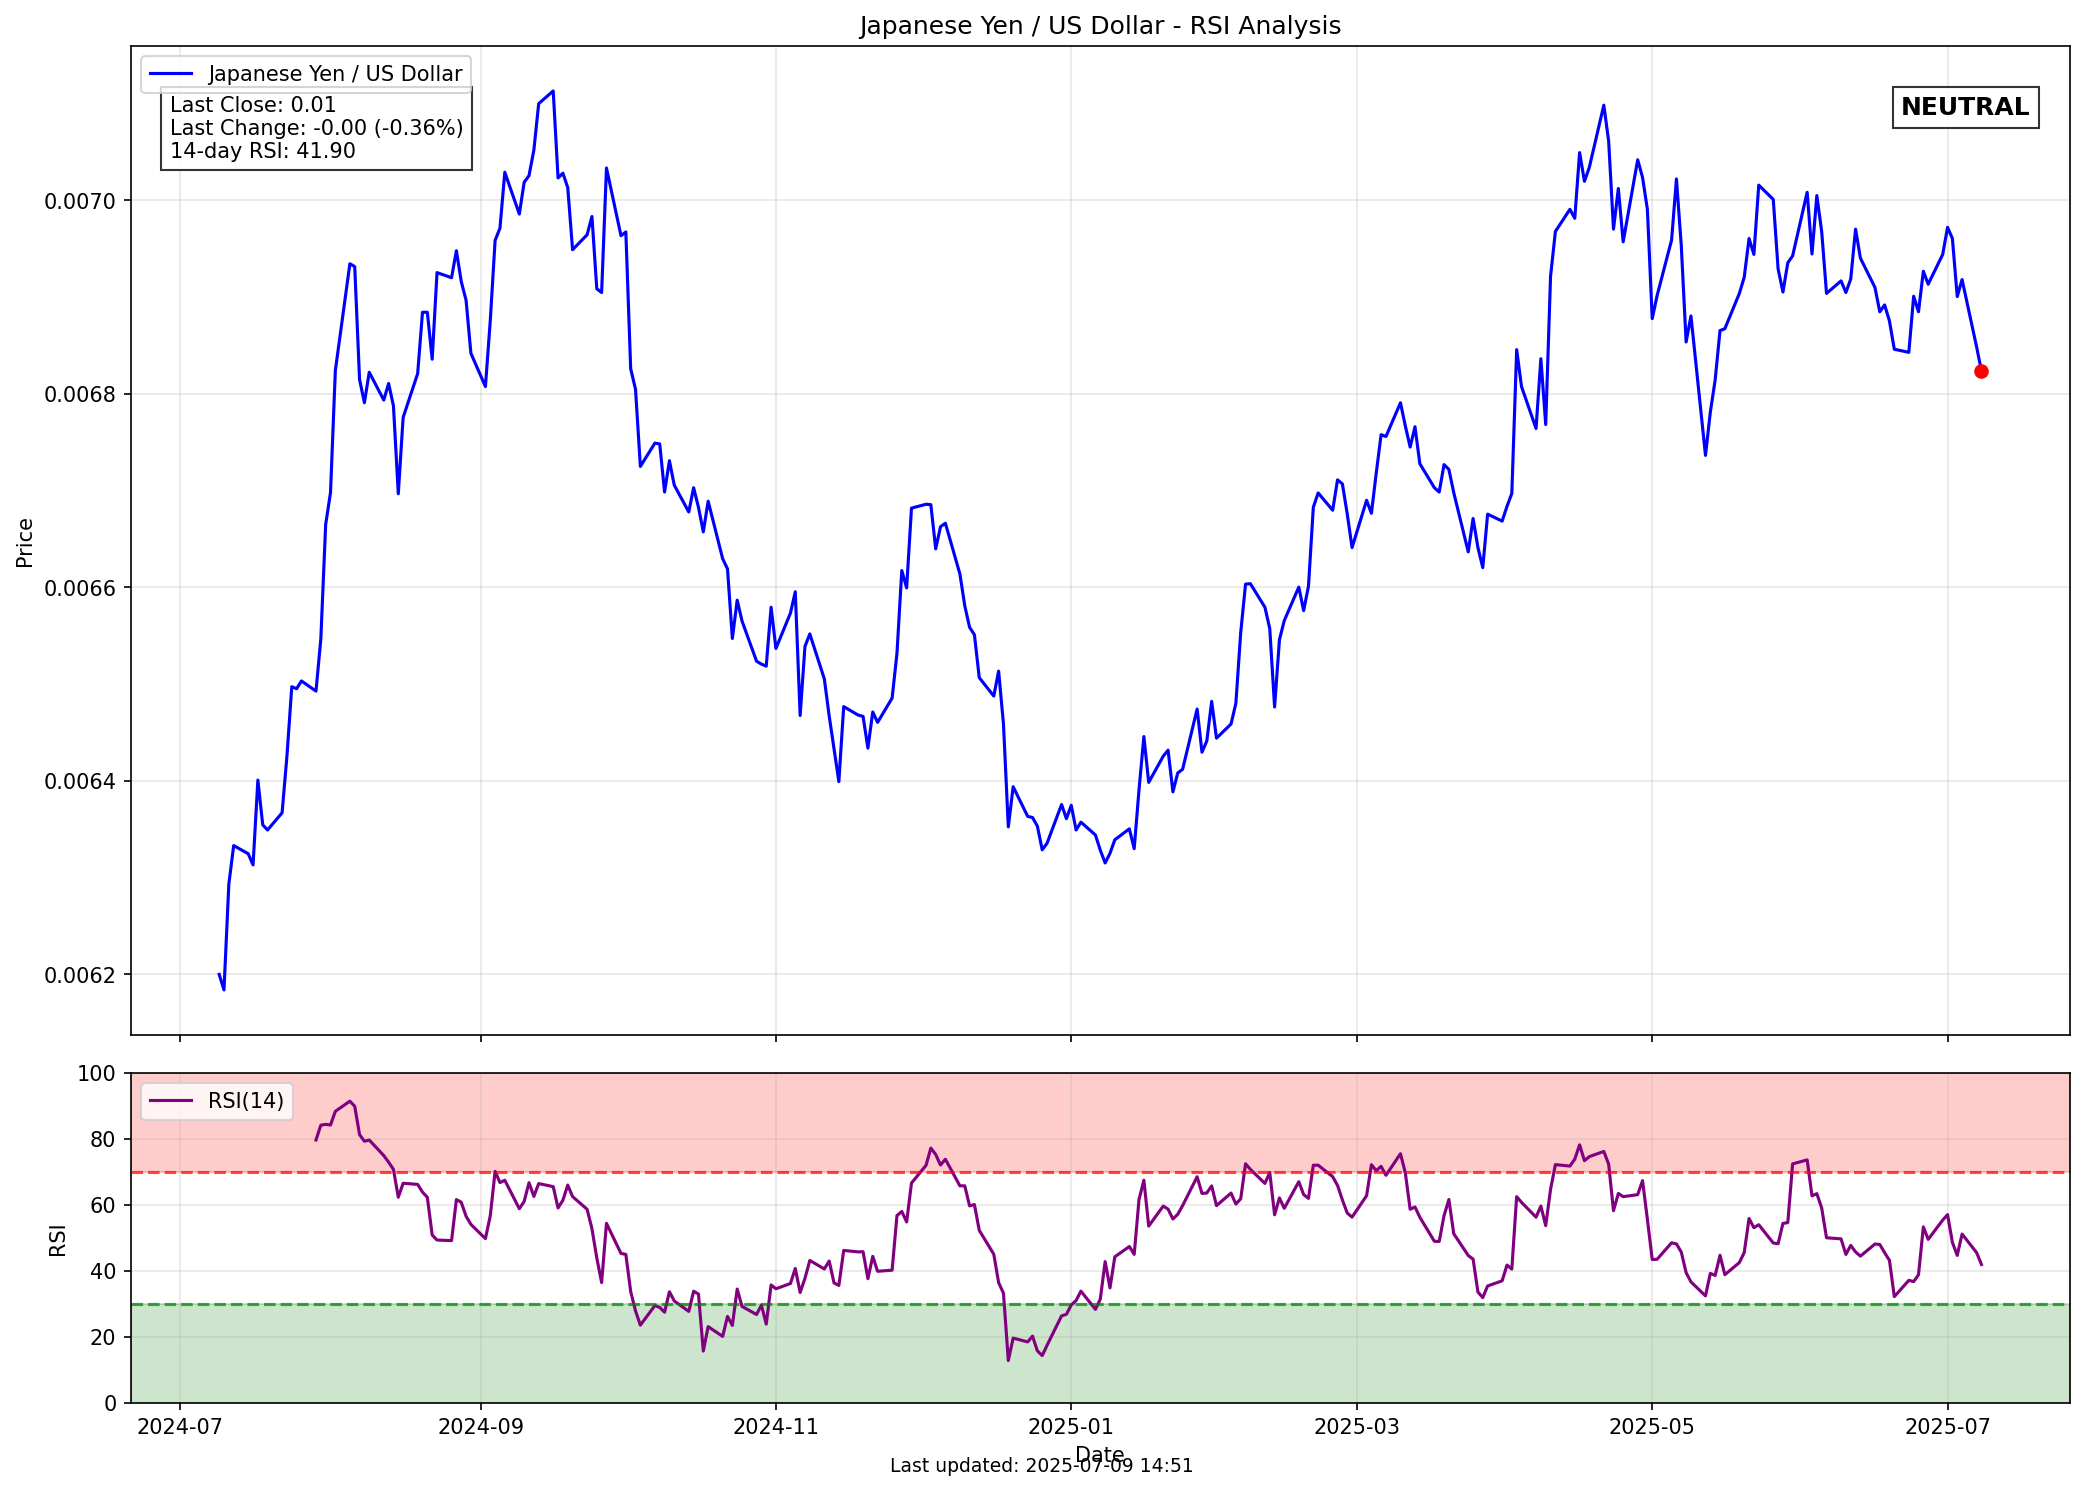 Japanese Yen / US Dollar - RSI Analysis
Japanese Yen / US Dollar
Last Close: 0.01
Last Change: -0.00 (-0.36%)
14-day RSI: 41.90
NEUTRAL
Price
0.0070
0.0068
0.0066
0.0064
0.0062
RSI(14)
RSI
100
80
60
40
20
0
2024-07
2024-09
2024-11
2025-01
2025-03
2025-05
2025-07
Date
Last updated: 2025-07-09 14:51